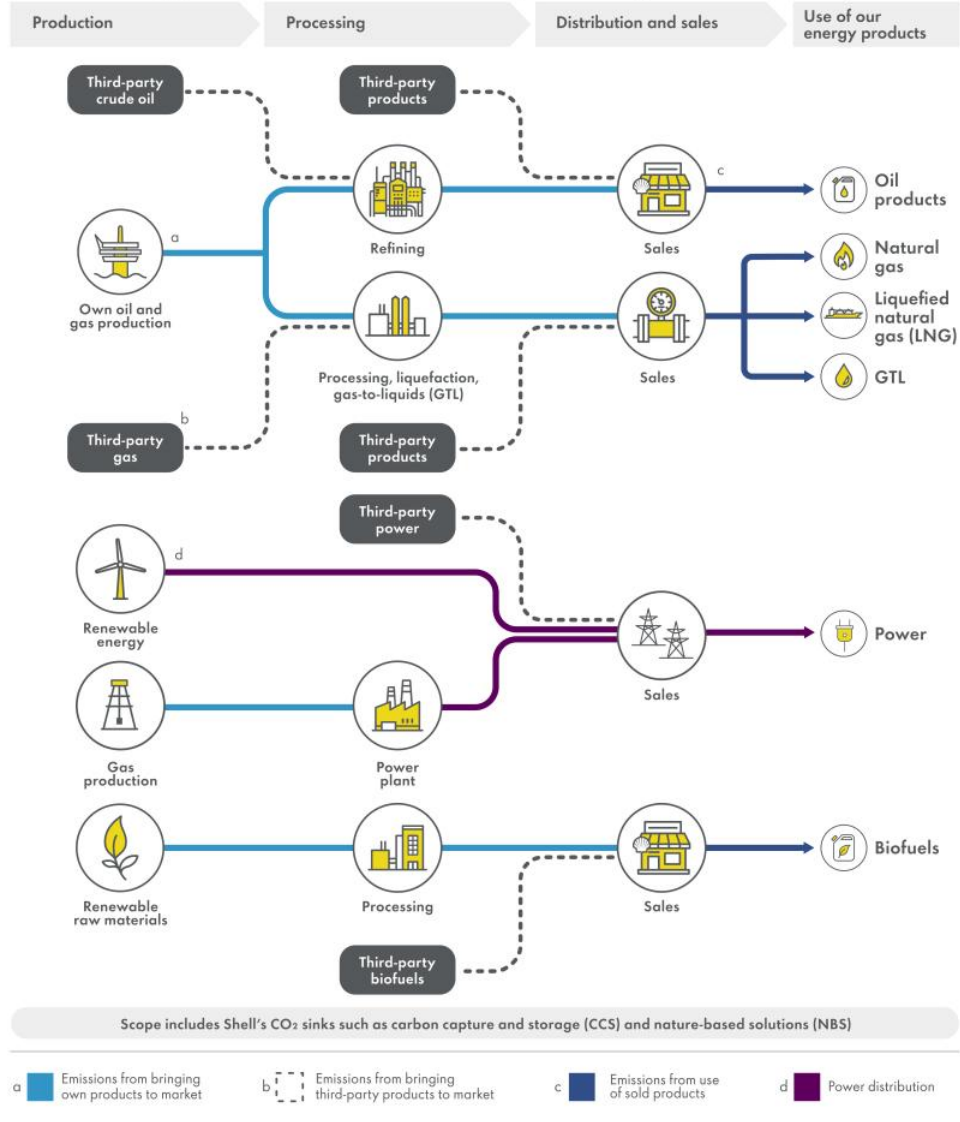 Production
Processing
Distribution and sales
Use of our
energy products
Third-party
crude oil
Third-party
products
a
c
Refining
Sales
Oil
products
Own oil and
gas production
Natural
gas
Liquefied
natural
gas (LNG)
Processing, liquefaction,
gas-to-liquids (GTL)
Sales
GTL
b
Third-party
gas
Third-party
products
Third-party
power
d
Renewable
energy
Sales
Power
Gas
production
Power
plant
Renewable
raw materials
Processing
Sales
Biofuels
Third-party
biofuels
Scope includes Shell's CO₂ sinks such as carbon capture and storage (CCS) and nature-based solutions (NBS)
a Emissions from bringing
own products to market
b Emissions from bringing
third-party products to market
c Emissions from use
of sold products
d Power distribution